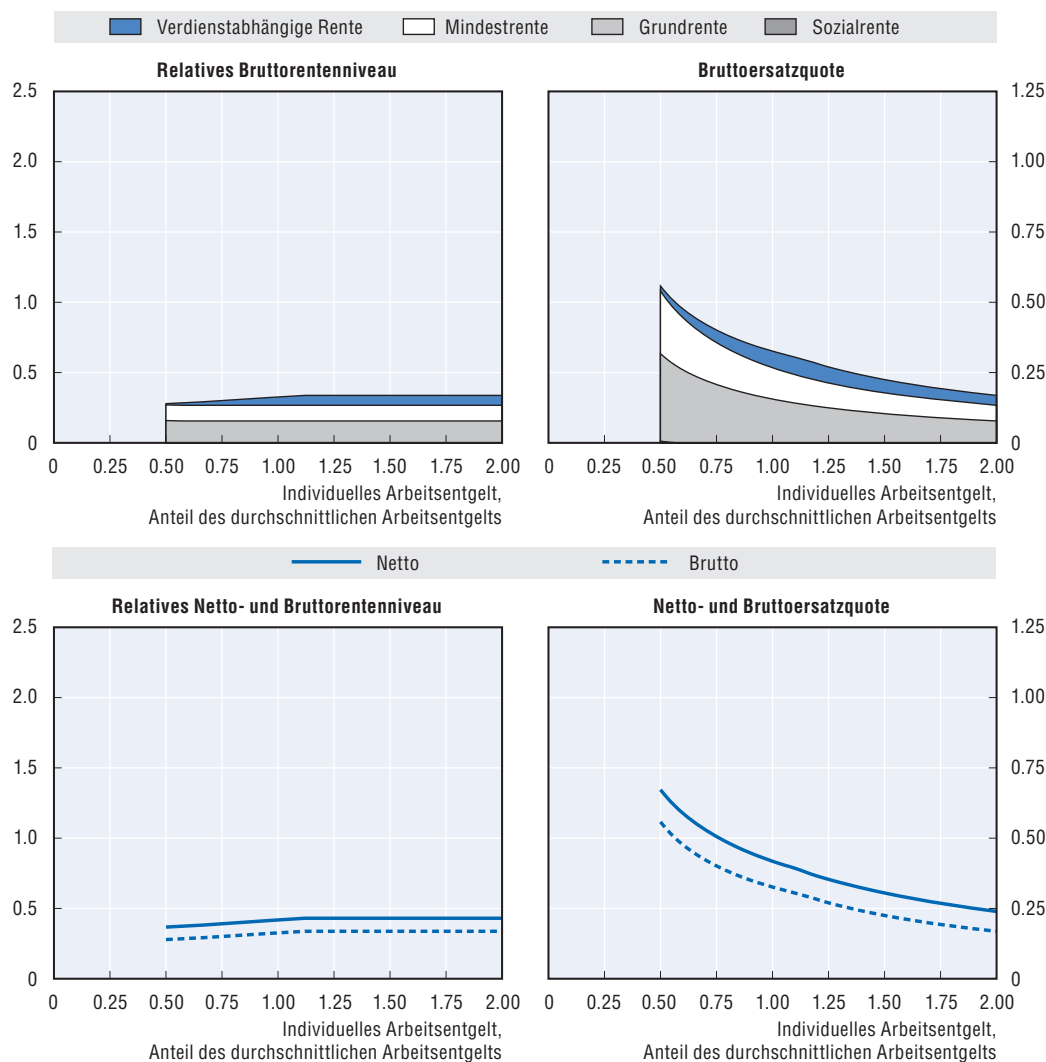 Verdienstabhängige Rente Mindestrente Grundrente Sozialrente
Relatives Bruttorentenniveau
2.5
2.0
1.5
1.0
0.5
0
0 0.25 0.50 0.75 1.00 1.25 1.50 1.75 2.00
Individuelles Arbeitsentgelt,
Anteil des durchschnittlichen Arbeitsentgelts
Bruttoersatzquote
1.25
1.00
0.75
0.50
0.25
0
0 0.25 0.50 0.75 1.00 1.25 1.50 1.75 2.00
Individuelles Arbeitsentgelt,
Anteil des durchschnittlichen Arbeitsentgelts
Netto Brutto
Relatives Netto- und Bruttorentenniveau
2.5
2.0
1.5
1.0
0.5
0
0 0.25 0.50 0.75 1.00 1.25 1.50 1.75 2.00
Individuelles Arbeitsentgelt,
Anteil des durchschnittlichen Arbeitsentgelts
Netto- und Bruttoersatzquote
1.25
1.00
0.75
0.50
0.25
0
0 0.25 0.50 0.75 1.00 1.25 1.50 1.75 2.00
Individuelles Arbeitsentgelt,
Anteil des durchschnittlichen Arbeitsentgelts